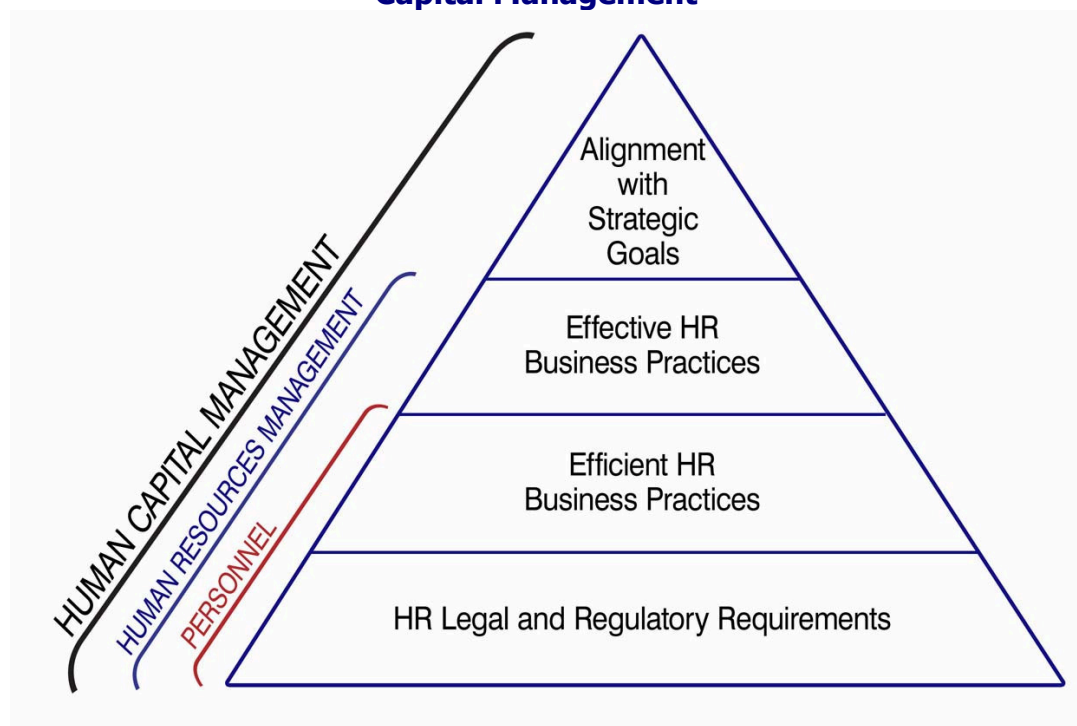 Capital Management
Alignment
with
Strategic
Goals
Effective HR
Business Practices
Efficient HR
Business Practices
HR Legal and Regulatory Requirements
HUMAN CAPITAL MANAGEMENT
HUMAN RESOURCES MANAGEMENT
PERSONNEL